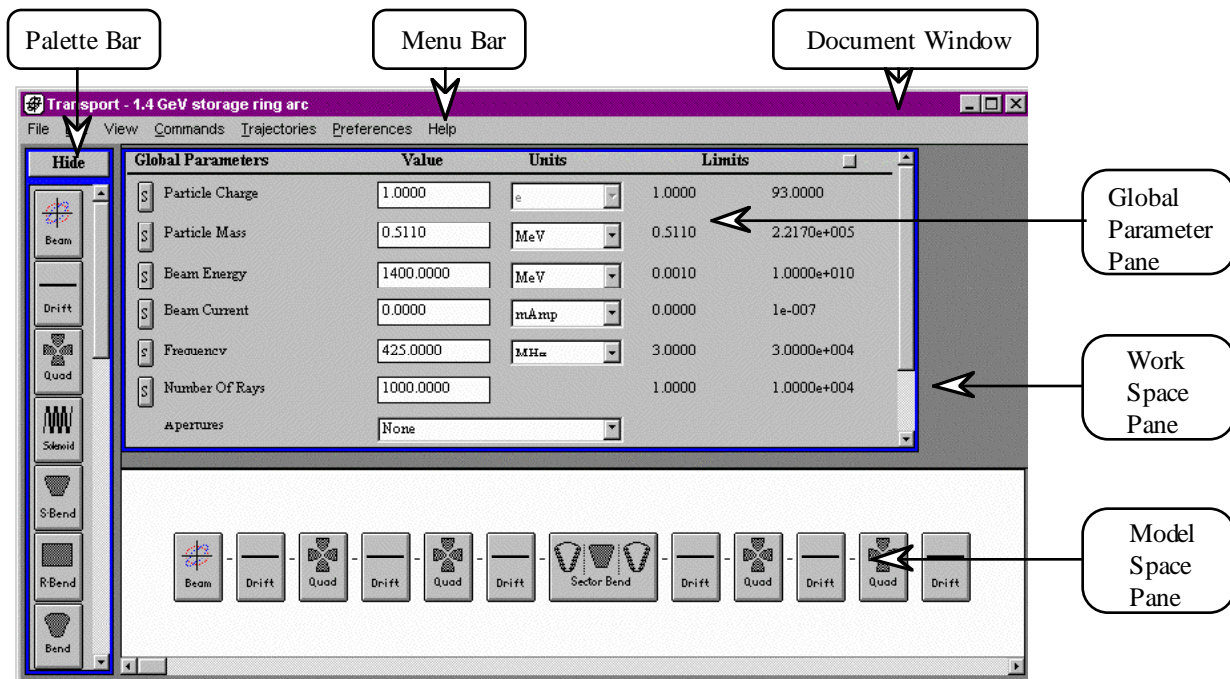 Palette Bar
Menu Bar
Document Window
Transport - 1.4 GeV storage ring arc
File View Commands Trajectories Preferences Help
Hide
Beam
Drift
Quad
Solenoid
S-Bend
R-Bend
Bend
Global Parameters Value Units Limits
S Particle Charge 1.0000 e 1.0000 93.0000
S Particle Mass 0.5110 MeV 0.5110 2.2170e+005
S Beam Energy 1400.0000 MeV 0.0010 1.0000e+010
S Beam Current 0.0000 mAmp 0.0000 1e-007
S Frequency 425.0000 MHz 3.0000 3.0000e+004
S Number Of Rays 1000.0000 1.0000 1.0000e+004
Apertures None
Global
Parameter
Pane
Work
Space
Pane
Beam Drift Quad Drift Quad Drift Sector Bend Drift Quad Drift Quad Drift
Model
Space
Pane